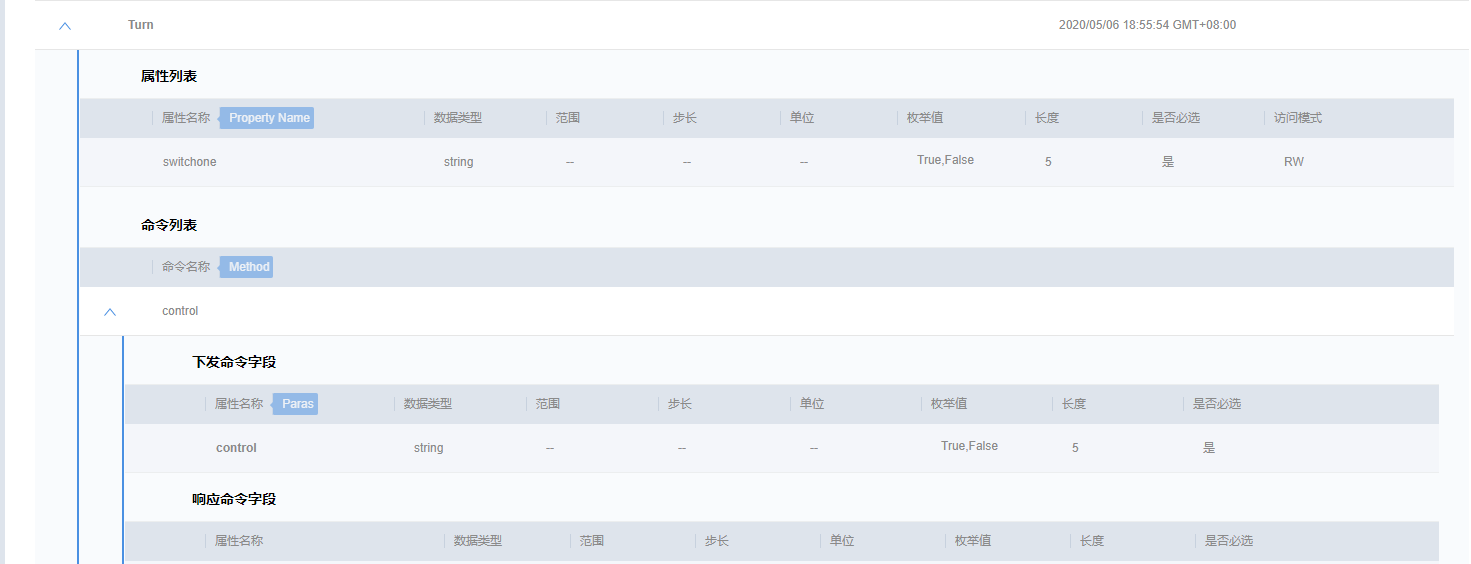 Turn 2020/05/06 18:55:54 GMT+08:00
属性列表
属性名称 Property Name 数据类型 范围 步长 单位 枚举值 长度 是否必选 访问模式
switchone string -- -- -- True,False 5 是 RW
命令列表
命令名称 Method
control
下发命令字段
属性名称 Paras 数据类型 范围 步长 单位 枚举值 长度 是否必选
control string -- -- -- True,False 5 是
响应命令字段
属性名称 数据类型 范围 步长 单位 枚举值 长度 是否必选